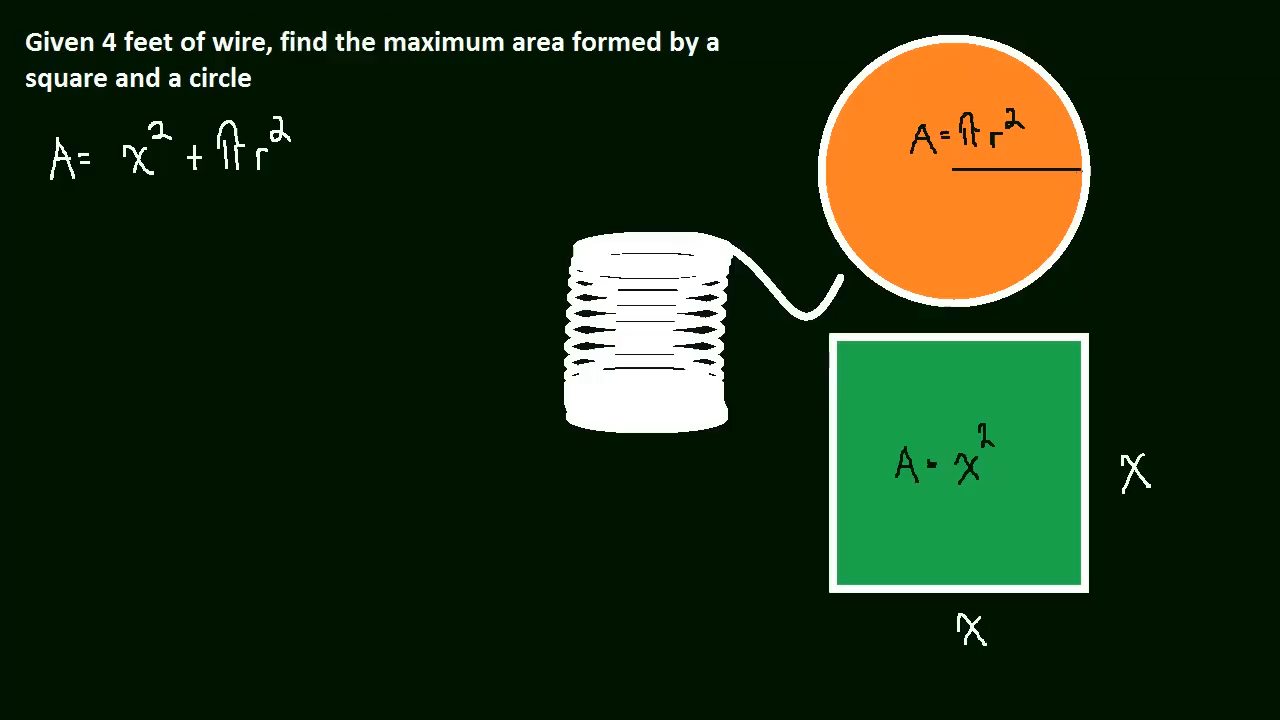 Given 4 feet of wire, find the maximum area formed by a
square and a circle
A= x² + πr²
A=πr²
A= x²
x
x